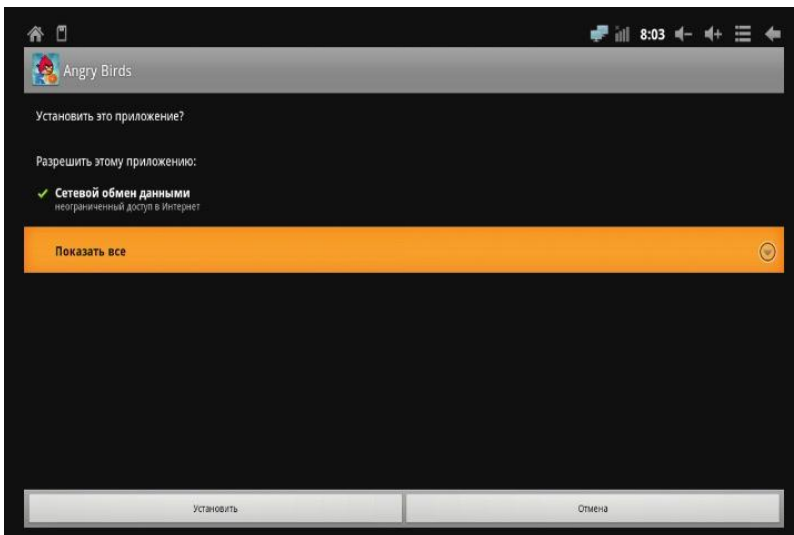 8:03
Angry Birds
Установить это приложение?
Разрешить этому приложению:
Сетевой обмен данными
неограниченный доступ в Интернет
Показать все
Установить Отмена